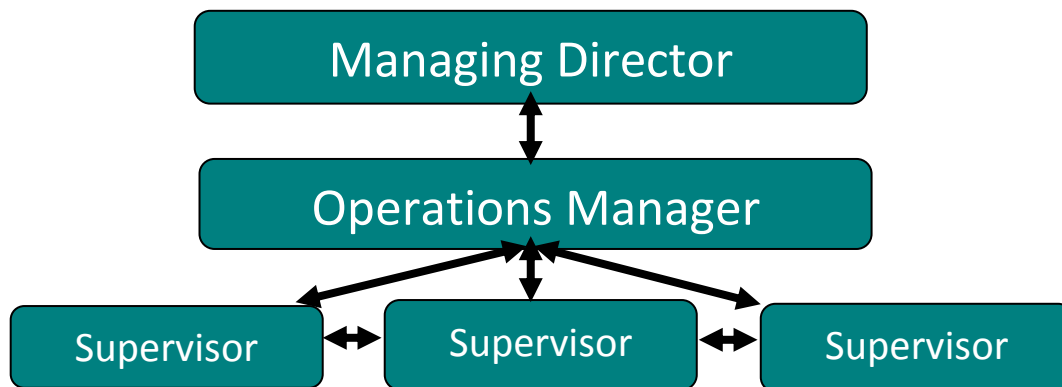 Managing Director
Operations Manager
Supervisor
Supervisor
Supervisor